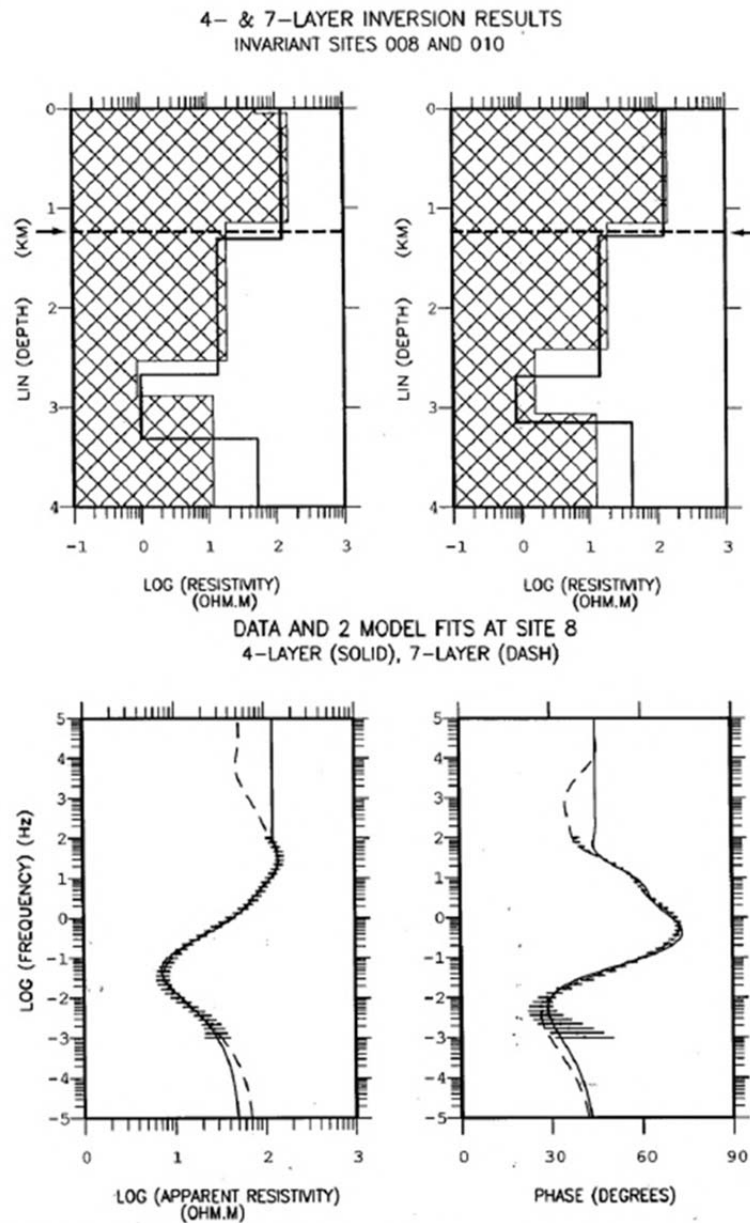 4- & 7-LAYER INVERSION RESULTS
INVARIANT SITES 008 AND 010
0
1
2
3
4
LIN (DEPTH) (KM)
-1 0 1 2 3
LOG (RESISTIVITY)
(OHM.M)
0
1
2
3
4
LIN (DEPTH) (KM)
-1 0 1 2 3
LOG (RESISTIVITY)
(OHM.M)
DATA AND 2 MODEL FITS AT SITE 8
4-LAYER (SOLID), 7-LAYER (DASH)
5
4
3
2
1
0
-1
-2
-3
-4
-5
LOG (FREQUENCY) (Hz)
0 1 2 3
LOG (APPARENT RESISTIVITY)
(OHM.M)
5
4
3
2
1
0
-1
-2
-3
-4
-5
0 30 60 90
PHASE (DEGREES)